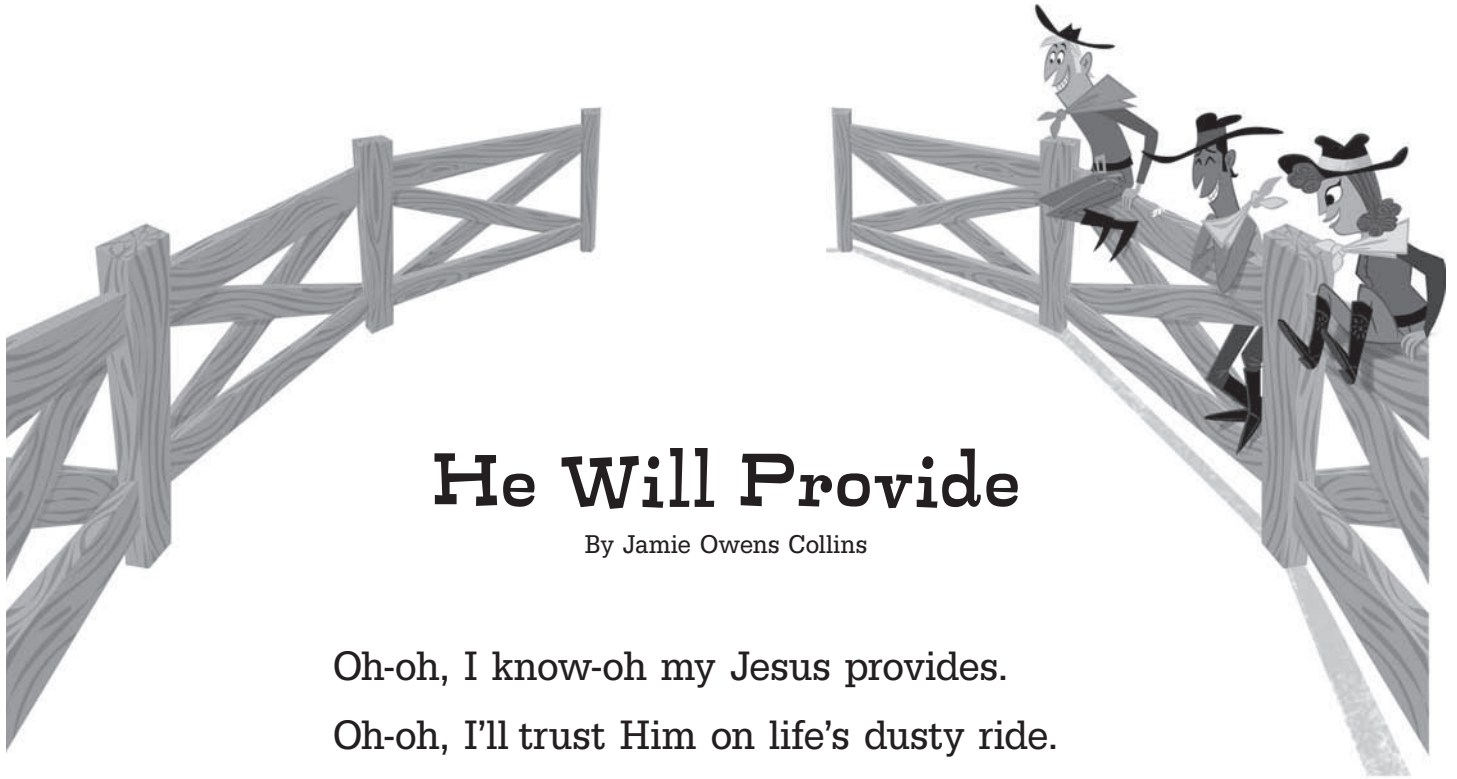 He Will Provide
By Jamie Owens Collins
Oh-oh, I know-oh my Jesus provides.
Oh-oh, I’ll trust Him on life’s dusty ride.